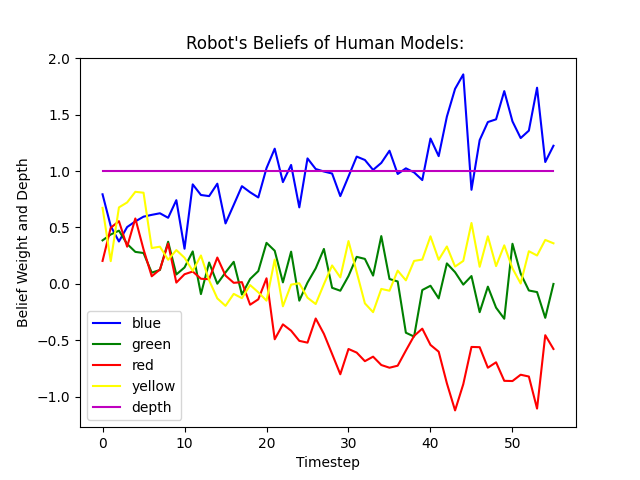 Robot's Beliefs of Human Models:
2.0
1.5
1.0
0.5
0.0
−0.5
−1.0
Belief Weight and Depth
blue
green
red
yellow
depth
0 10 20 30 40 50
Timestep